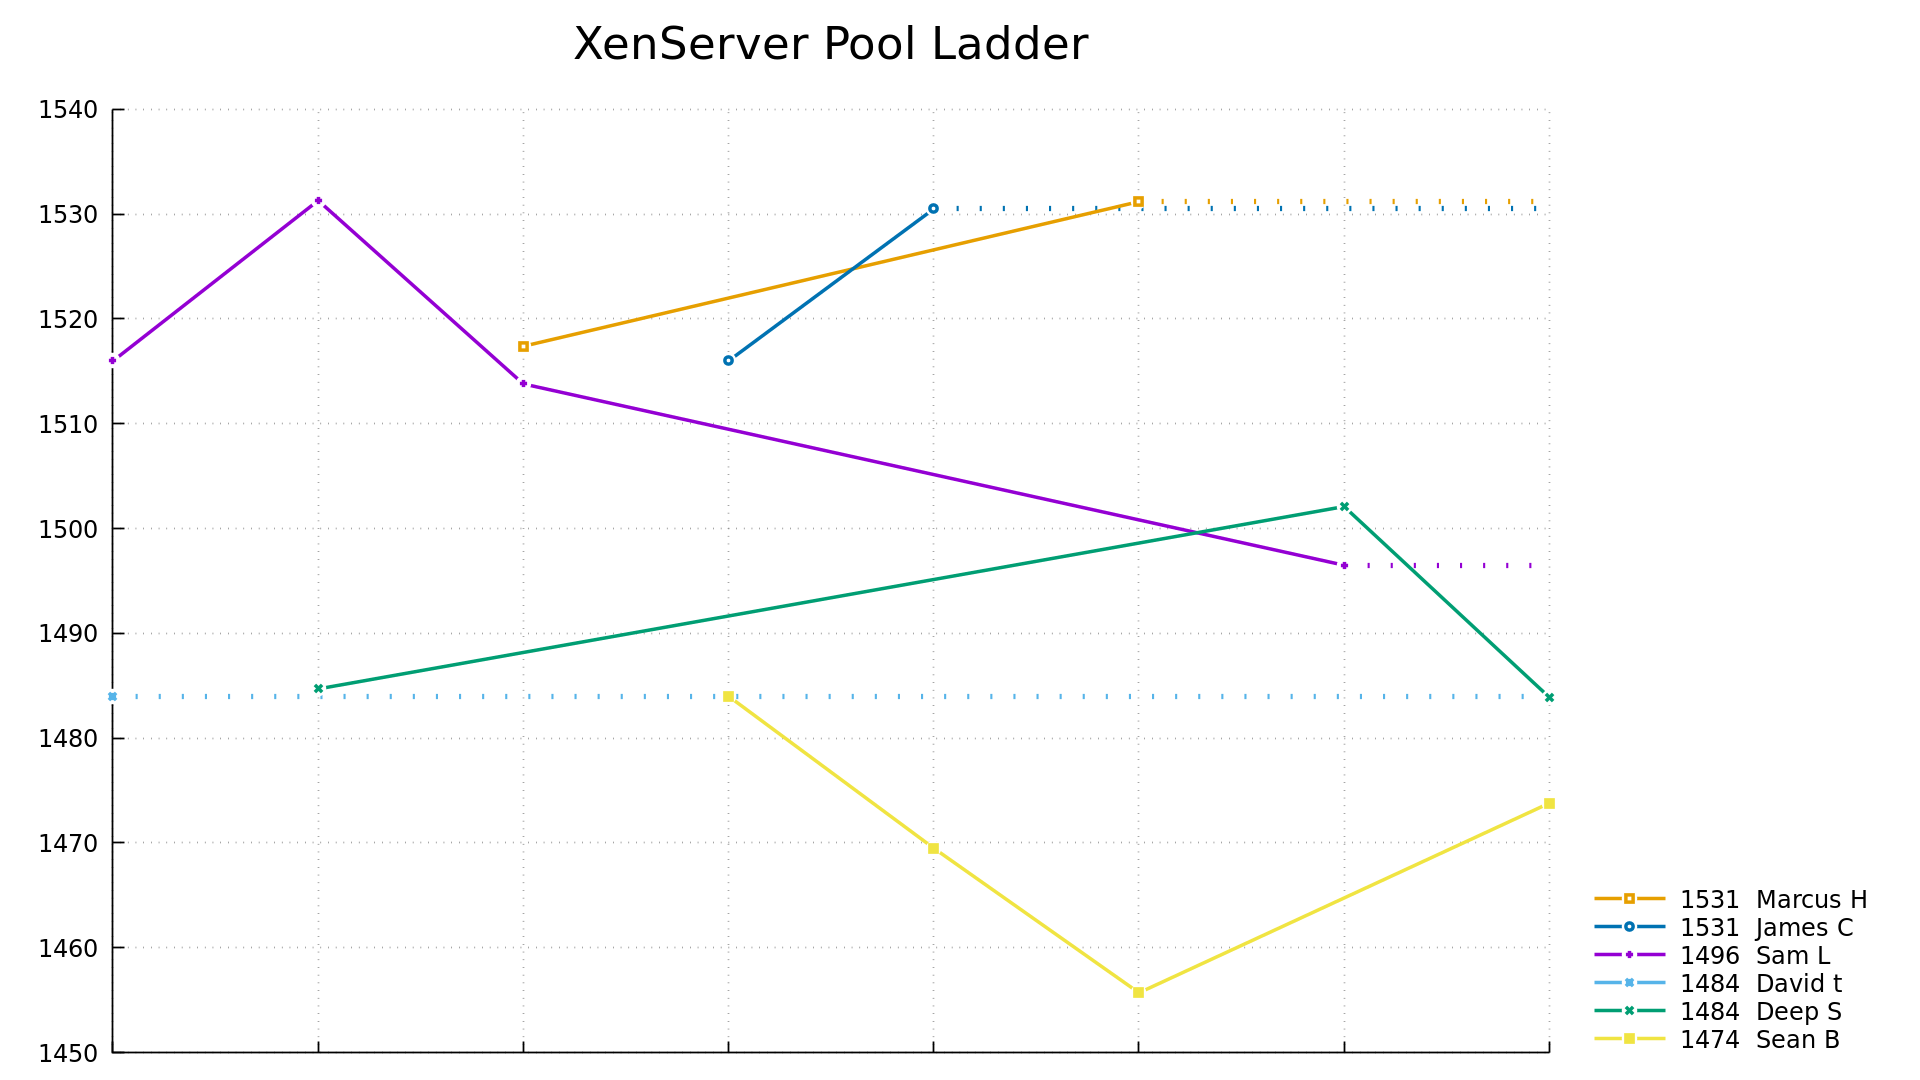 XenServer Pool Ladder
1540
1530
1520
1510
1500
1490
1480
1470
1460
1450
1531 Marcus H
1531 James C
1496 Sam L
1484 David t
1484 Deep S
1474 Sean B